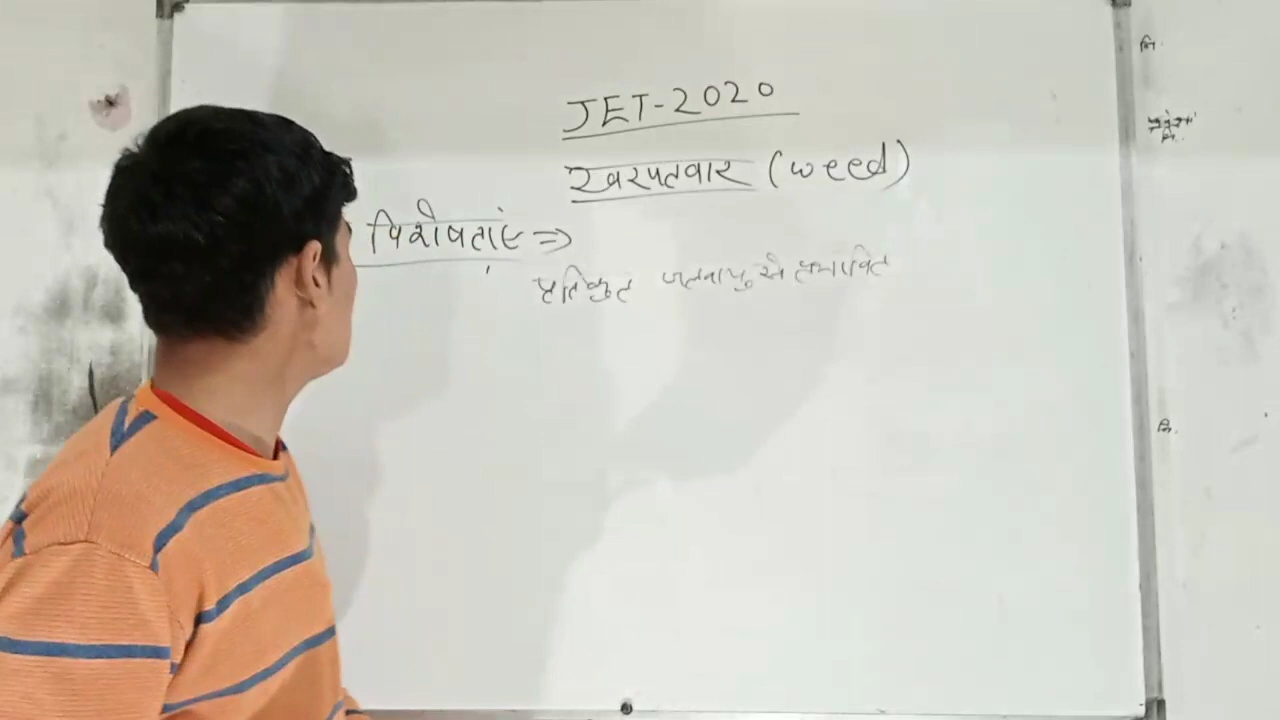 JET-2020
खरपतवार (weed)
विशेषताएं ⇒
प्रतिकुल जलवायु से प्रभावित
नि.
नि.